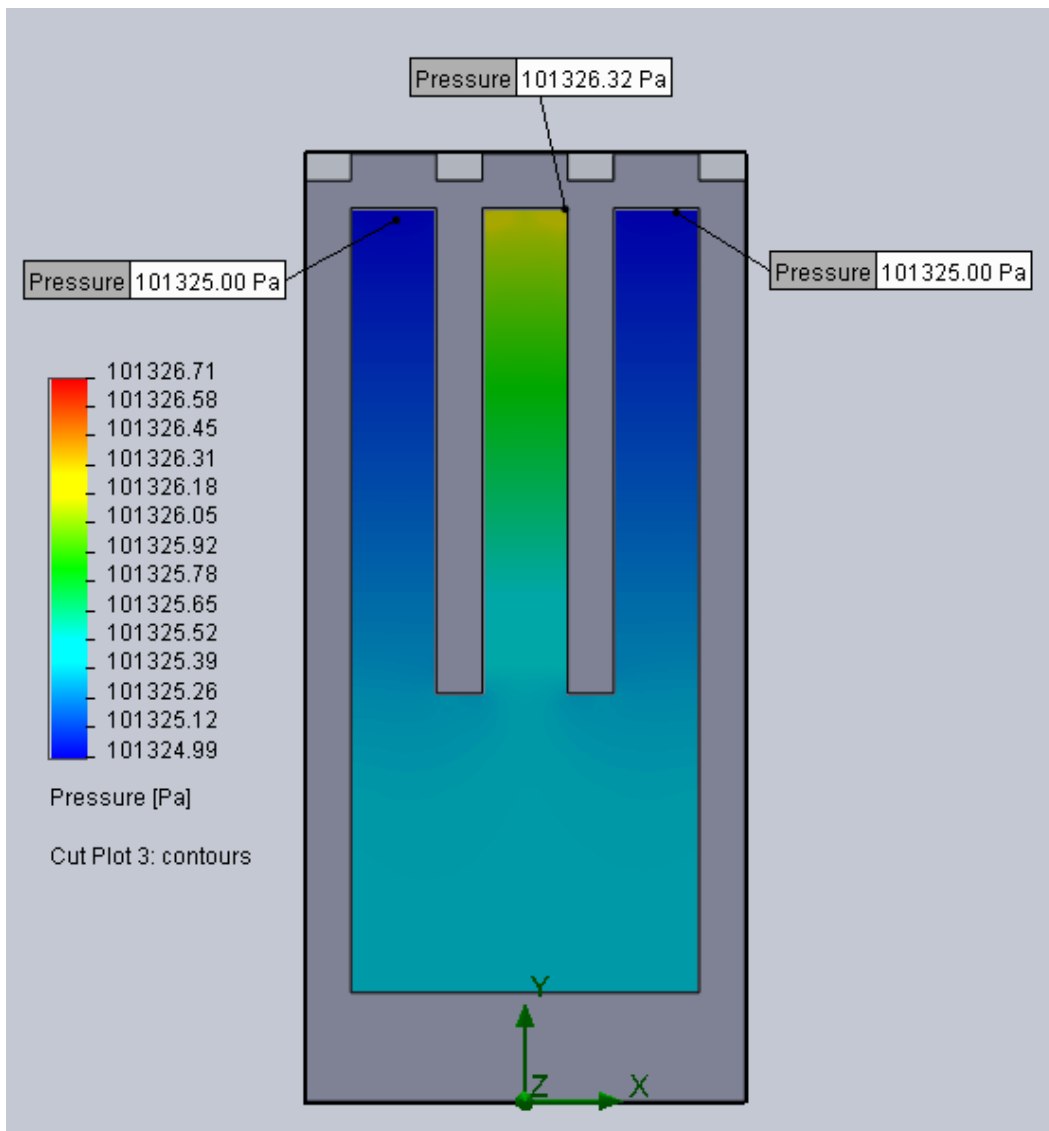 Pressure 101326.32 Pa
Pressure 101325.00 Pa
Pressure 101325.00 Pa
101326.71
101326.58
101326.45
101326.31
101326.18
101326.05
101325.92
101325.78
101325.65
101325.52
101325.39
101325.26
101325.12
101324.99
Pressure [Pa]
Cut Plot 3: contours
Y
Z
X